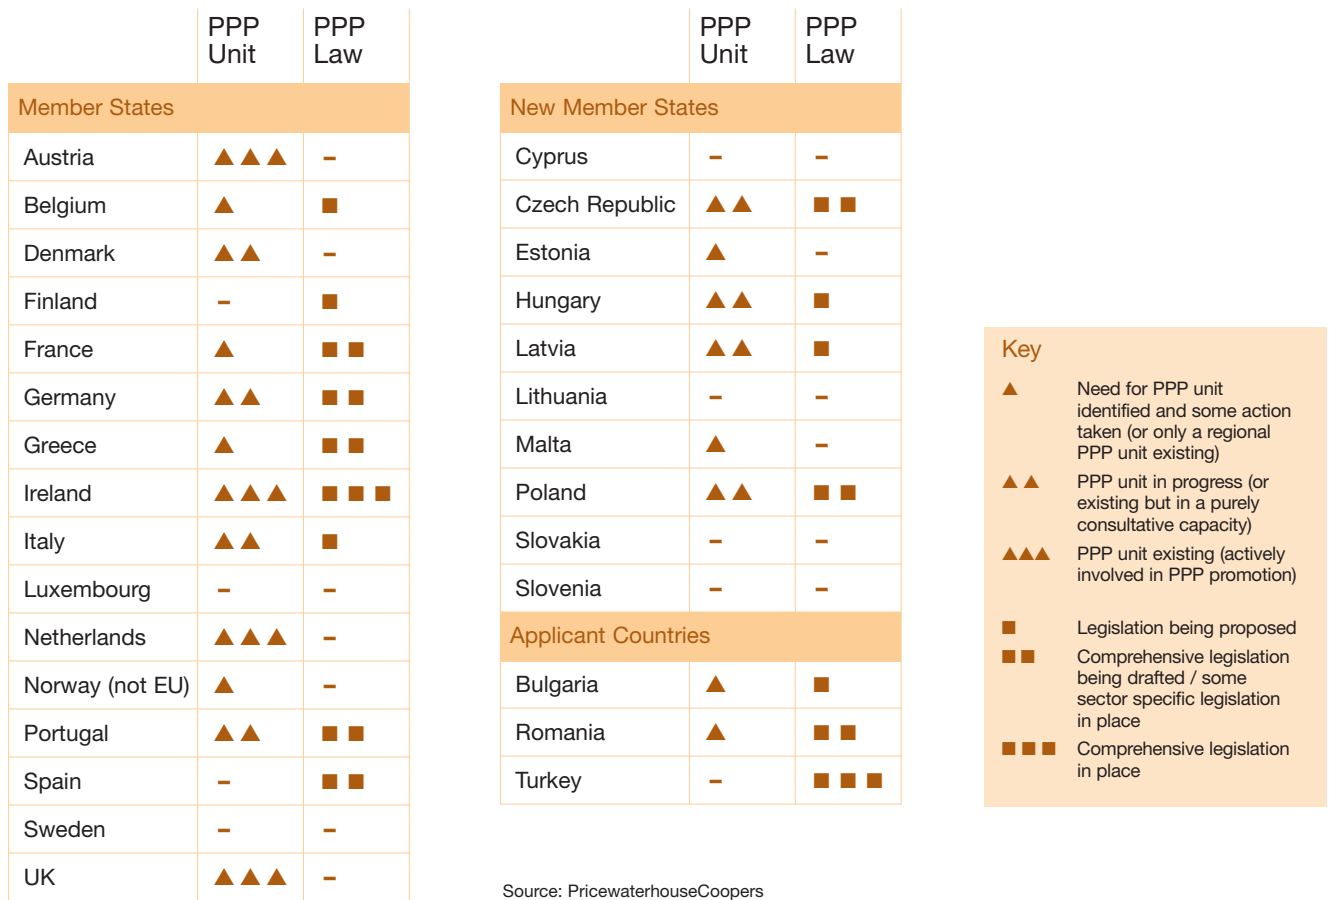 PPP Unit PPP Law
Member States
Austria ▲▲▲ –
Belgium ▲ ■
Denmark ▲▲ –
Finland – ■
France ▲ ■■
Germany ▲▲ ■■
Greece ▲ ■■
Ireland ▲▲▲ ■■■
Italy ▲▲ ■
Luxembourg – –
Netherlands ▲▲▲ –
Norway (not EU) ▲ –
Portugal ▲▲ ■■
Spain – ■■
Sweden – –
UK ▲▲▲ –
PPP Unit PPP Law
New Member States
Cyprus – –
Czech Republic ▲▲ ■■
Estonia ▲ –
Hungary ▲▲ ■
Latvia ▲▲ ■
Lithuania – –
Malta ▲ –
Poland ▲▲ ■■
Slovakia – –
Slovenia – –
Applicant Countries
Bulgaria ▲ ■
Romania ▲ ■■
Turkey – ■■■
Source: PricewaterhouseCoopers
Key
▲ Need for PPP unit
identified and some action
taken (or only a regional
PPP unit existing)
▲▲ PPP unit in progress (or
existing but in a purely
consultative capacity)
▲▲▲ PPP unit existing (actively
involved in PPP promotion)
■ Legislation being proposed
■■ Comprehensive legislation
being drafted / some
sector specific legislation
in place
■■■ Comprehensive legislation
in place